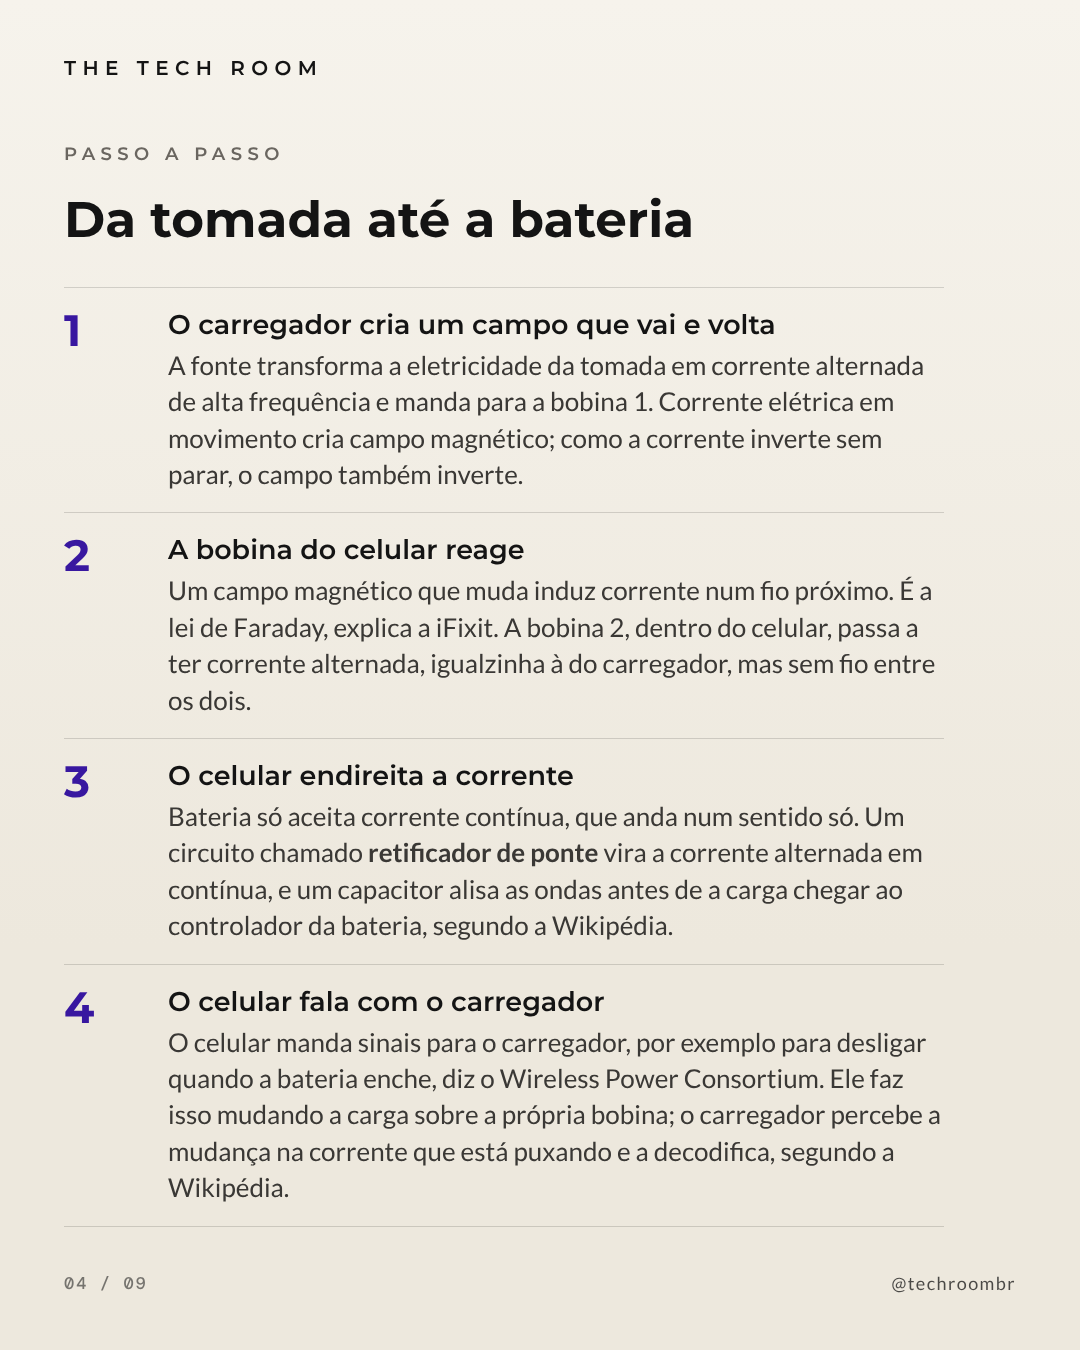 THE TECH ROOM
PASSO A PASSO
Da tomada até a bateria
1
O carregador cria um campo que vai e volta
A fonte transforma a eletricidade da tomada em corrente alternada
de alta frequência e manda para a bobina 1. Corrente elétrica em
movimento cria campo magnético; como a corrente inverte sem
parar, o campo também inverte.
2
A bobina do celular reage
Um campo magnético que muda induz corrente num fio próximo. É a
lei de Faraday, explica a iFixit. A bobina 2, dentro do celular, passa a
ter corrente alternada, igualzinha à do carregador, mas sem fio entre
os dois.
3
O celular endireita a corrente
Bateria só aceita corrente contínua, que anda num sentido só. Um
circuito chamado retificador de ponte vira a corrente alternada em
contínua, e um capacitor alisa as ondas antes de a carga chegar ao
controlador da bateria, segundo a Wikipédia.
4
O celular fala com o carregador
O celular manda sinais para o carregador, por exemplo para desligar
quando a bateria enche, diz o Wireless Power Consortium. Ele faz
isso mudando a carga sobre a própria bobina; o carregador percebe a
mudança na corrente que está puxando e a decodifica, segundo a
Wikipédia.
04 / 09
@techroombr